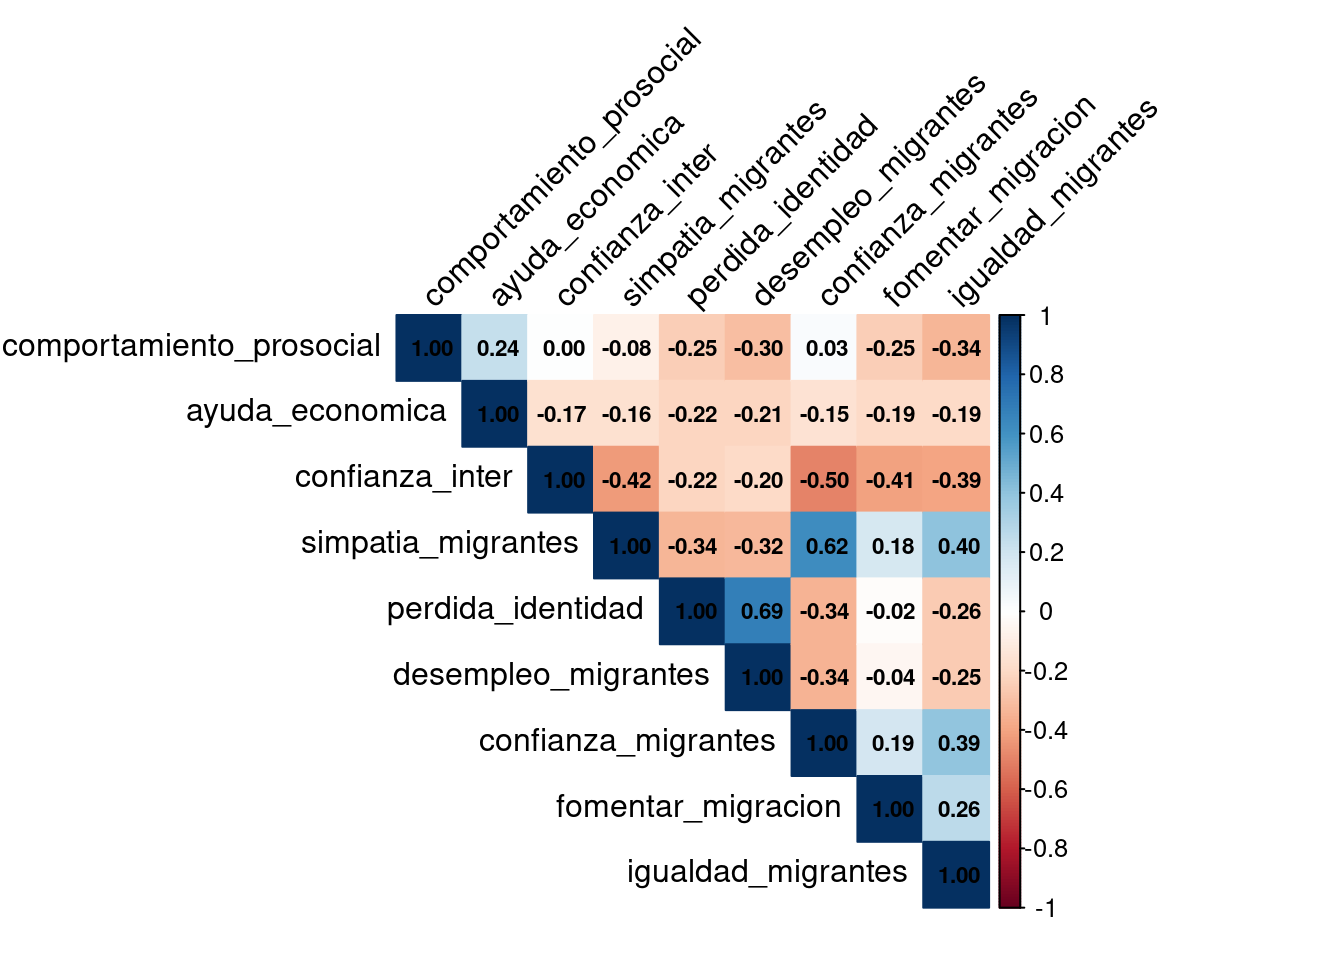 comportamiento_prosocial
ayuda_economica
confianza_inter
simpatia_migrantes
perdida_identidad
desempleo_migrantes
confianza_migrantes
fomentar_migracion
igualdad_migrantes
comportamiento_prosocial 1.00 0.24 0.00 -0.08 -0.25 -0.30 0.03 -0.25 -0.34
ayuda_economica 1.00 -0.17 -0.16 -0.22 -0.21 -0.15 -0.19 -0.19
confianza_inter 1.00 -0.42 -0.22 -0.20 -0.50 -0.41 -0.39
simpatia_migrantes 1.00 -0.34 -0.32 0.62 0.18 0.40
perdida_identidad 1.00 0.69 -0.34 -0.02 -0.26
desempleo_migrantes 1.00 -0.34 -0.04 -0.25
confianza_migrantes 1.00 0.19 0.39
fomentar_migracion 1.00 0.26
igualdad_migrantes 1.00
1
0.8
0.6
0.4
0.2
0
-0.2
-0.4
-0.6
-0.8
-1